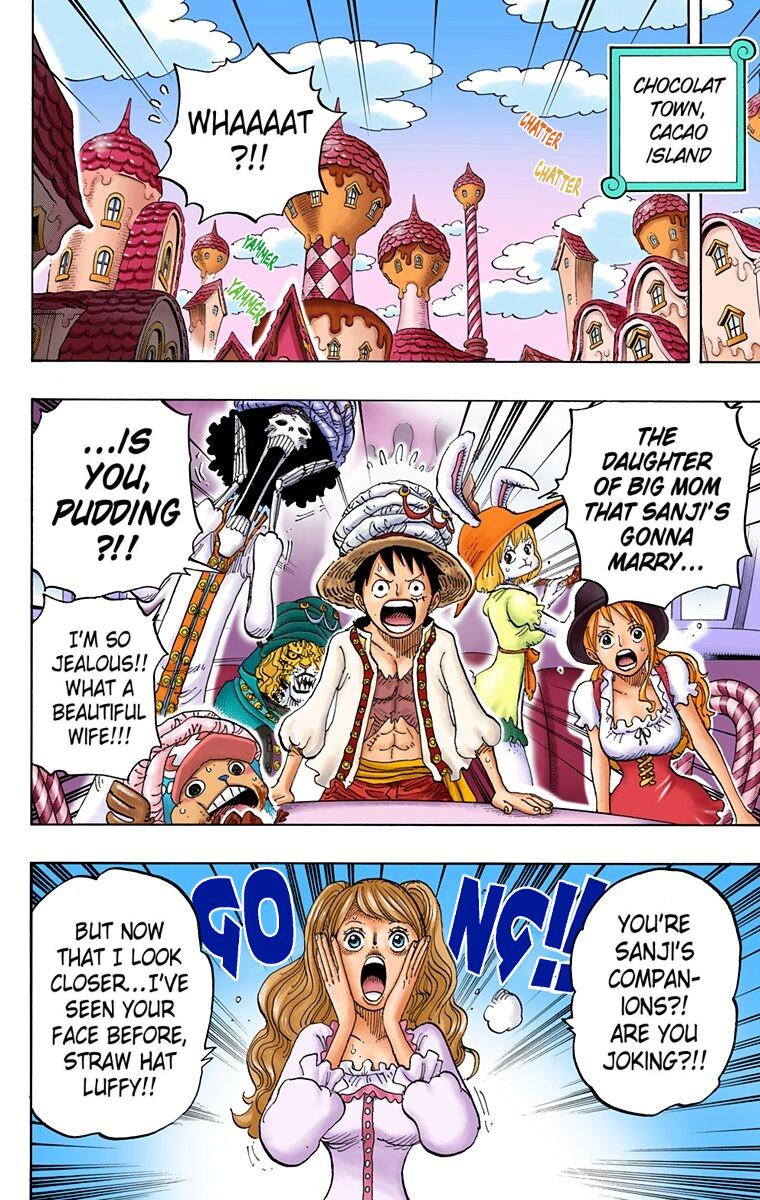 CHOCOLAT
TOWN,
CACAO
ISLAND
WHAAAAT
?!!
CHATTER
CHATTER
YAMMER
YAMMER
THE
DAUGHTER
OF BIG MOM
THAT SANJI'S
GONNA
MARRY...
...IS
YOU,
PUDDING
?!!
I'M SO
JEALOUS!!
WHAT A
BEAUTIFUL
WIFE!!!
GONG!!
YOU'RE
SANJI'S
COMPAN-
IONS?!
ARE YOU
JOKING?!!
BUT NOW
THAT I LOOK
CLOSER...I'VE
SEEN YOUR
FACE BEFORE,
STRAW HAT
LUFFY!!